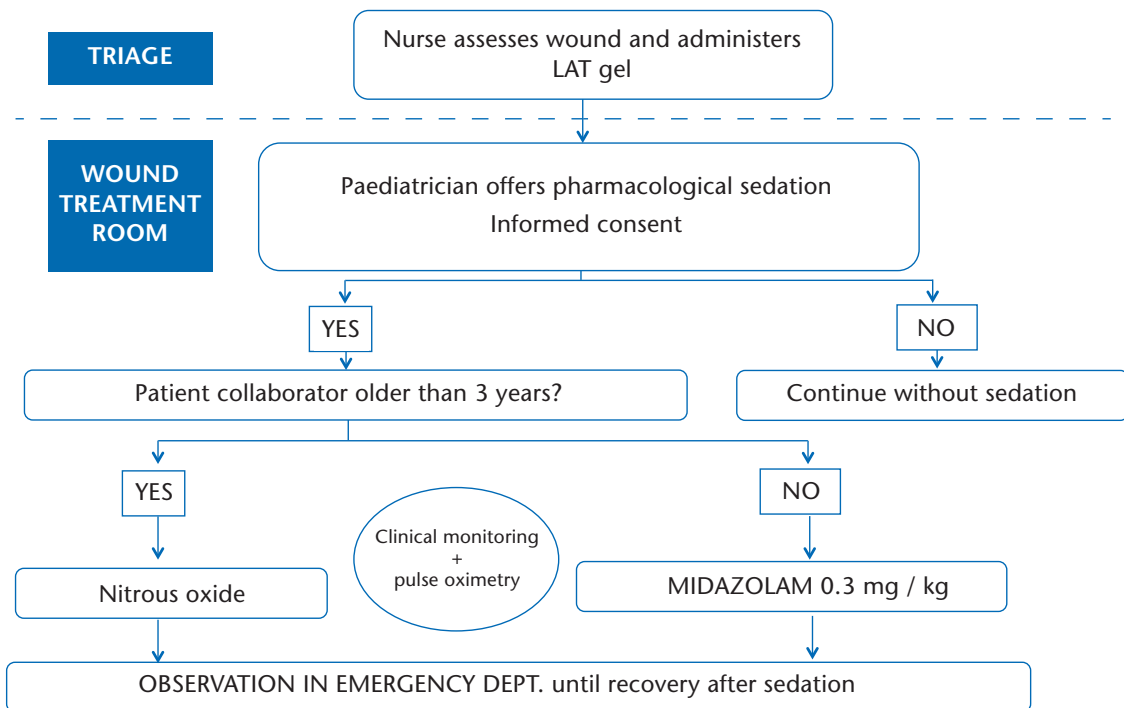 TRIAGE
Nurse assesses wound and administers
LAT gel
WOUND
TREATMENT
ROOM
Paediatrician offers pharmacological sedation
Informed consent
YES
NO
Patient collaborator older than 3 years?
Continue without sedation
YES
NO
Clinical monitoring
+
pulse oximetry
Nitrous oxide
MIDAZOLAM 0.3 mg / kg
OBSERVATION IN EMERGENCY DEPT. until recovery after sedation